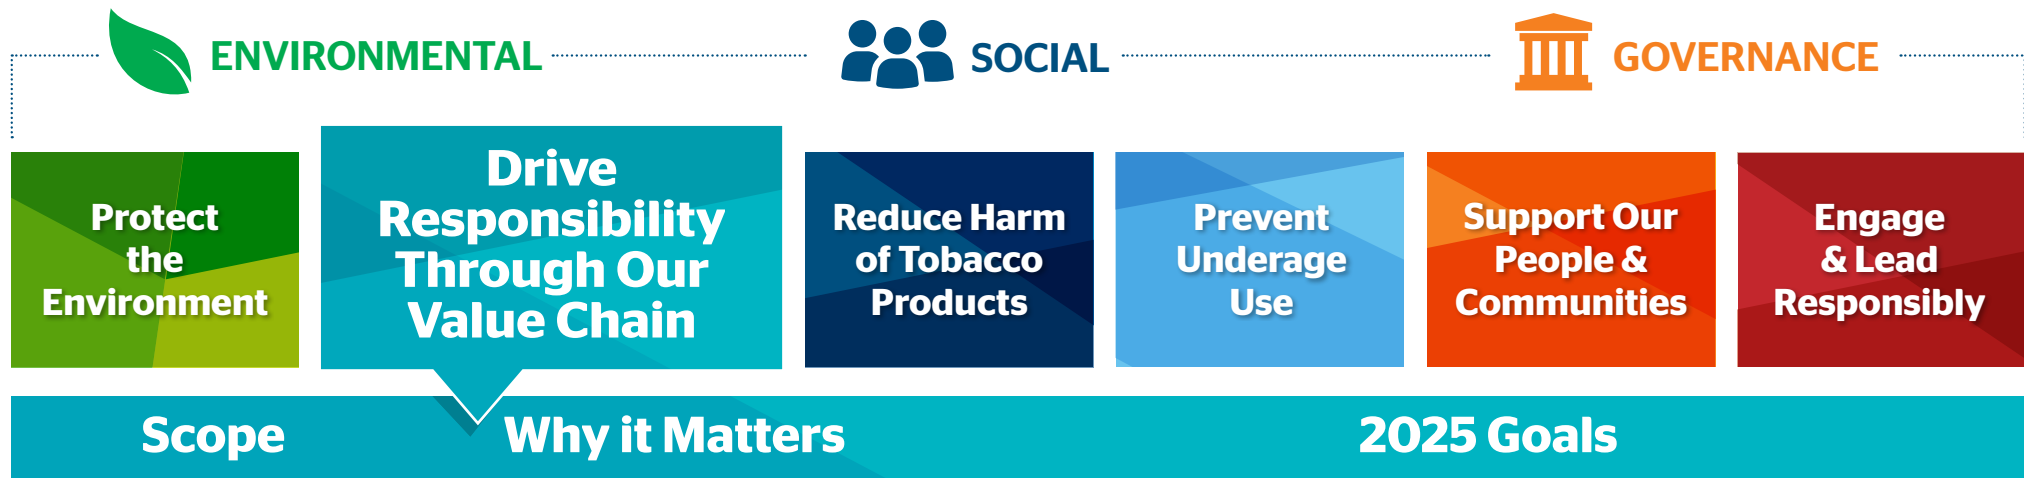 ENVIRONMENTAL
SOCIAL
GOVERNANCE
Protect
the
Environment
Drive
Responsibility
Through Our
Value Chain
Reduce Harm
of Tobacco
Products
Prevent
Underage
Use
Support Our
People &
Communities
Engage
& Lead
Responsibly
Scope
Why it Matters
2025 Goals